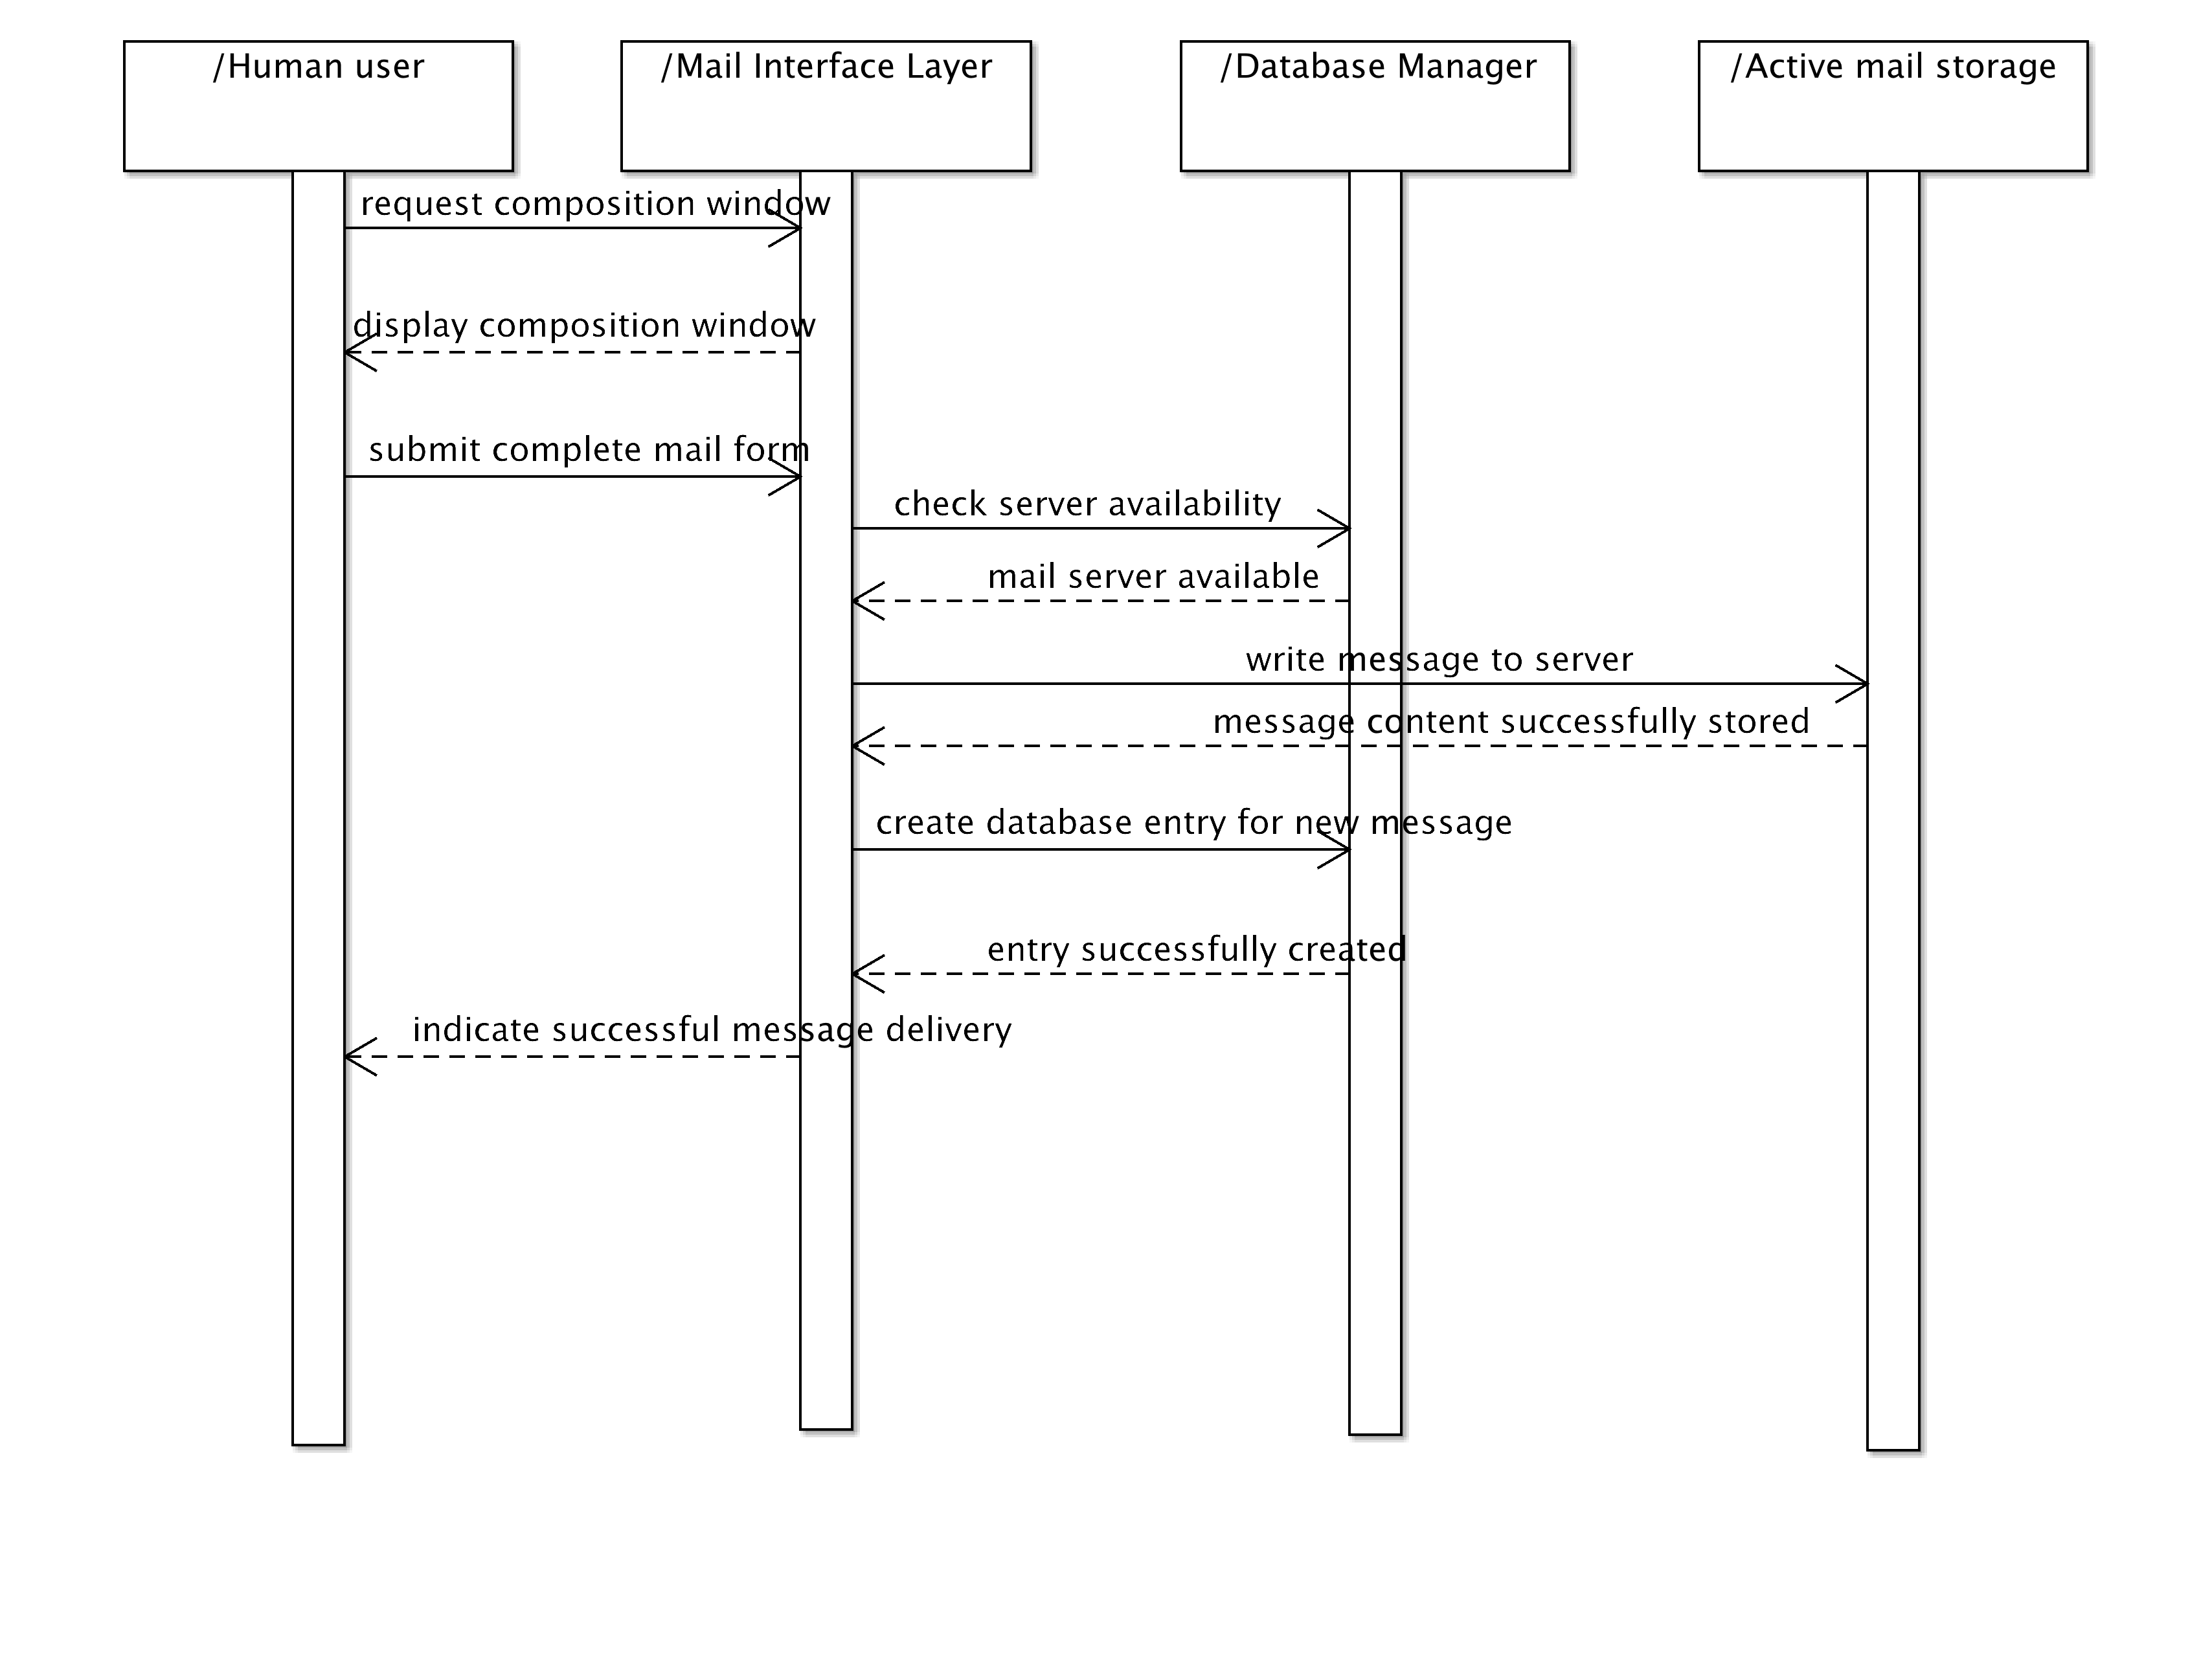 /Human user
/Mail Interface Layer
/Database Manager
/Active mail storage
request composition window
display composition window
submit complete mail form
check server availability
mail server available
write message to server
message content successfully stored
create database entry for new message
entry successfully created
indicate successful message delivery